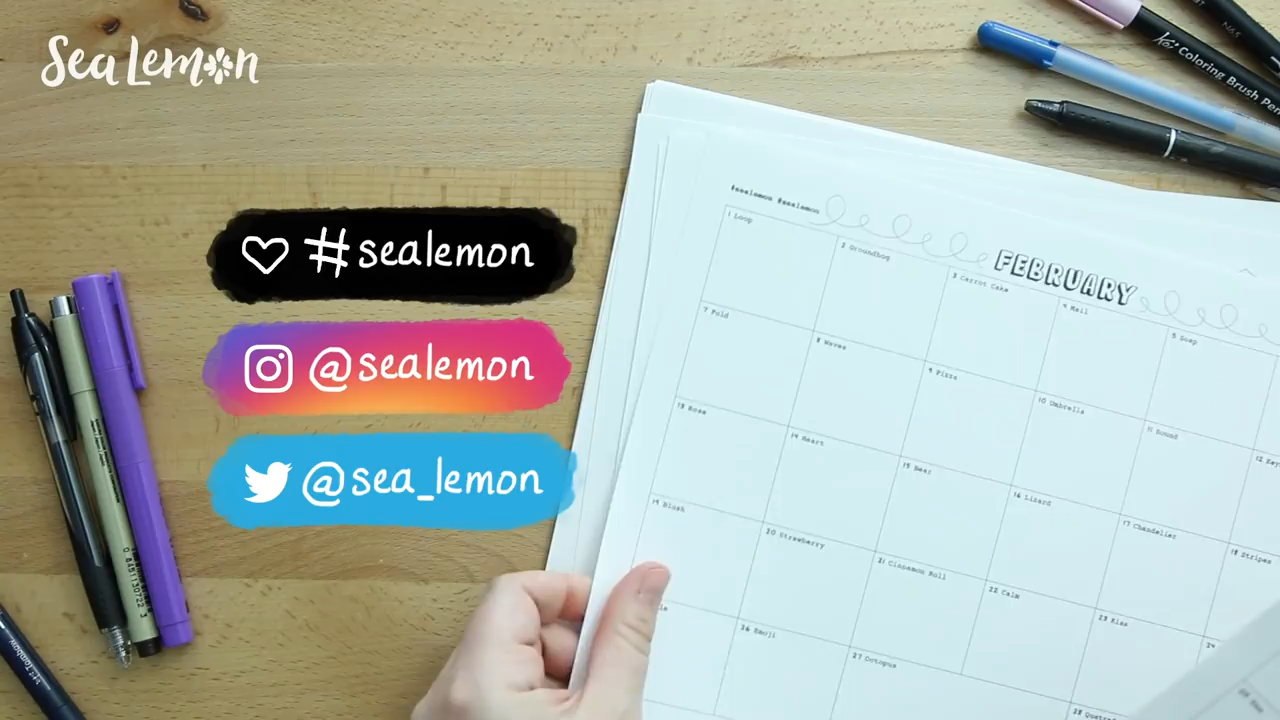 Sea Lemon
#sealemon
@sealemon
@sea_lemon
Coloring Brush Pen
#sealemon #sealemon
FEBRUARY
1 Loop
2 Groundhog
3 Carrot Cake
4 Mail
5 Soap
7 Fold
8 Waves
9 Pizza
10 Umbrella
11 Sound
13 Rose
14 Heart
15 Bear
16 Lizard
17 Chandelier
18 Stripes
19 Blush
20 Strawberry
21 Cinnamon Roll
22 Calm
23 Kiss
26 Emoji
27 Octopus
Tombow